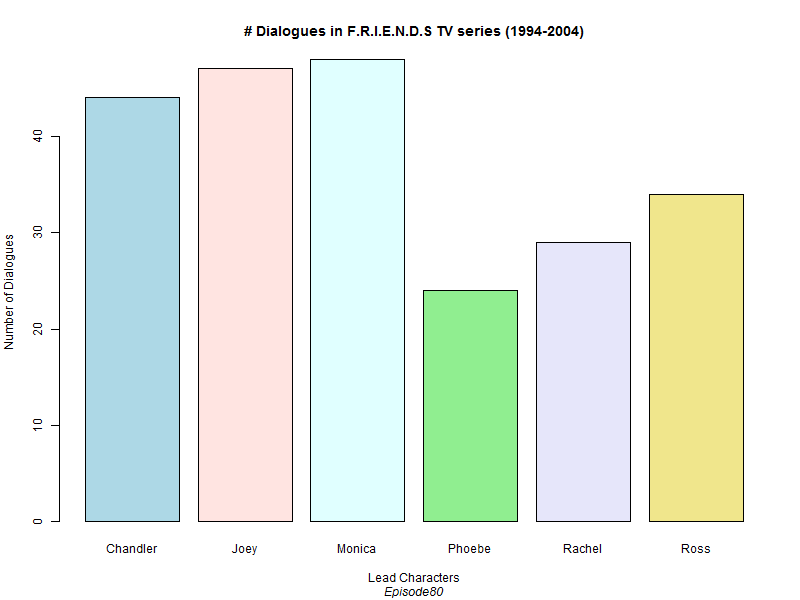 # Dialogues in F.R.I.E.N.D.S TV series (1994-2004)
Number of Dialogues
40
30
20
10
0
Chandler Joey Monica Phoebe Rachel Ross
Lead Characters
Episode80